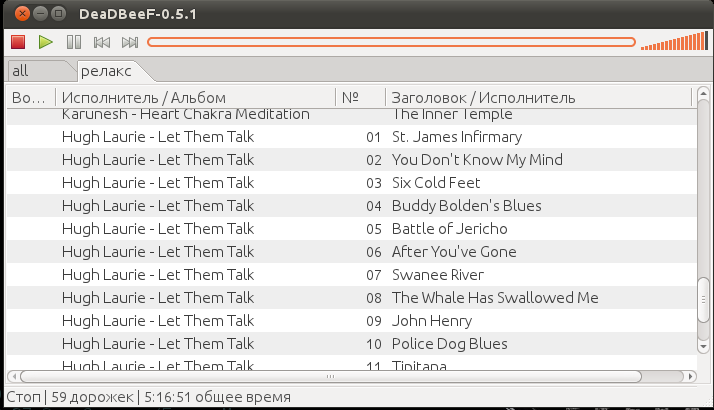 DeaDBeeF-0.5.1
all релакс
Во... Исполнитель / Альбом № Заголовок / Исполнитель
Karunesh - Heart Chakra Meditation The Inner Temple
Hugh Laurie - Let Them Talk 01 St. James Infirmary
Hugh Laurie - Let Them Talk 02 You Don't Know My Mind
Hugh Laurie - Let Them Talk 03 Six Cold Feet
Hugh Laurie - Let Them Talk 04 Buddy Bolden's Blues
Hugh Laurie - Let Them Talk 05 Battle of Jericho
Hugh Laurie - Let Them Talk 06 After You've Gone
Hugh Laurie - Let Them Talk 07 Swanee River
Hugh Laurie - Let Them Talk 08 The Whale Has Swallowed Me
Hugh Laurie - Let Them Talk 09 John Henry
Hugh Laurie - Let Them Talk 10 Police Dog Blues
Hugh Laurie - Let Them Talk 11 Tipitana
Стоп | 59 дорожек | 5:16:51 общее время